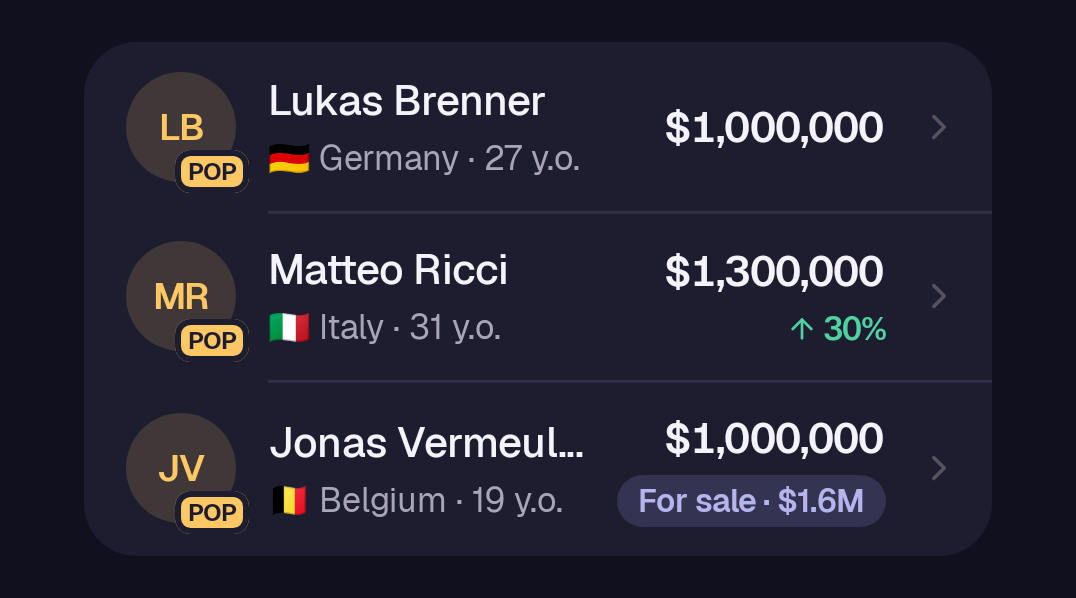 LB
POP
Lukas Brenner
🇩🇪 Germany · 27 y.o.
$1,000,000
MR
POP
Matteo Ricci
🇮🇹 Italy · 31 y.o.
$1,300,000
↑ 30%
JV
POP
Jonas Vermeul...
🇧🇪 Belgium · 19 y.o.
$1,000,000
For sale · $1.6M